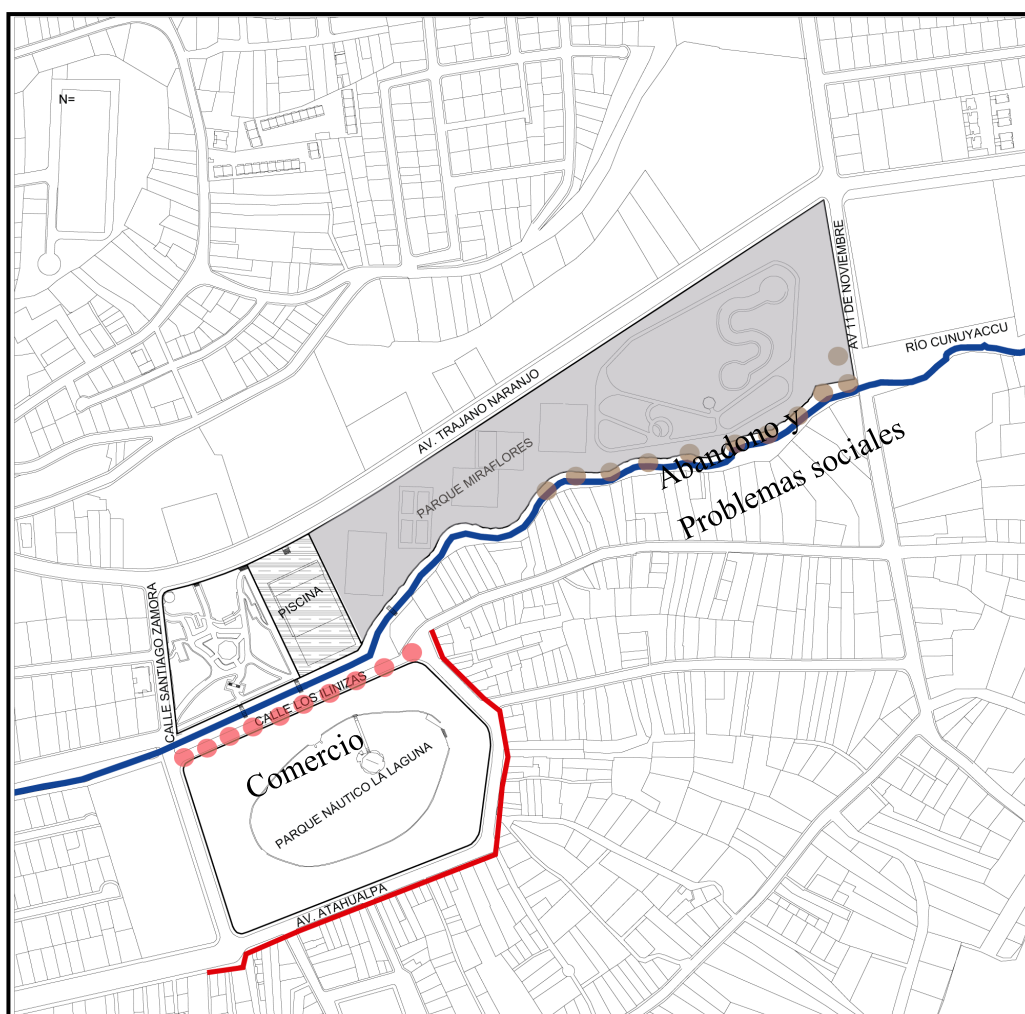 N=
AV 11 DE NOVIEMBRE
RÍO CUNUYACCU
AV. TRAJANO NARANJO
PARQUE MIRAFLORES
Abandono y
Problemas sociales
PISCINA
CALLE SANTIAGO ZAMORA
CALLE LOS ILINIZAS
Comercio
PARQUE NÁUTICO LA LAGUNA
AV. ATAHUALPA